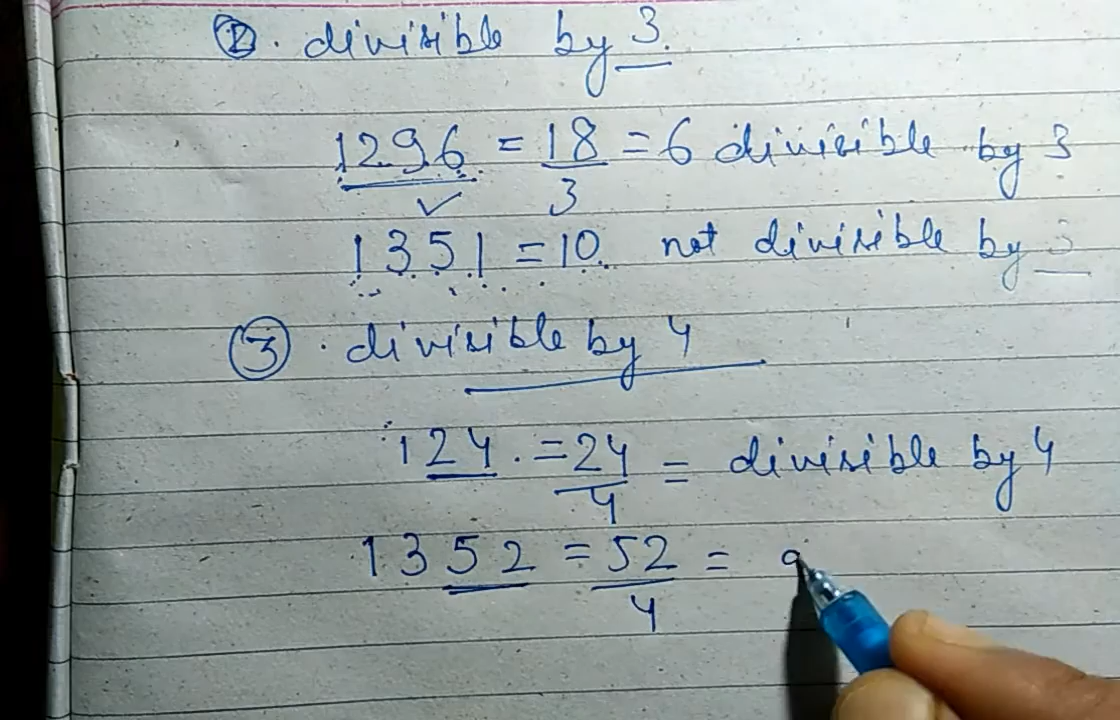 ② . divisible by 3.
1296 = 18/3 = 6 divisible by 3
1351 = 10. not divisible by 3
③ . divisible by 4
124 . = 24/4 = divisible by 4
1352 = 52/4 =